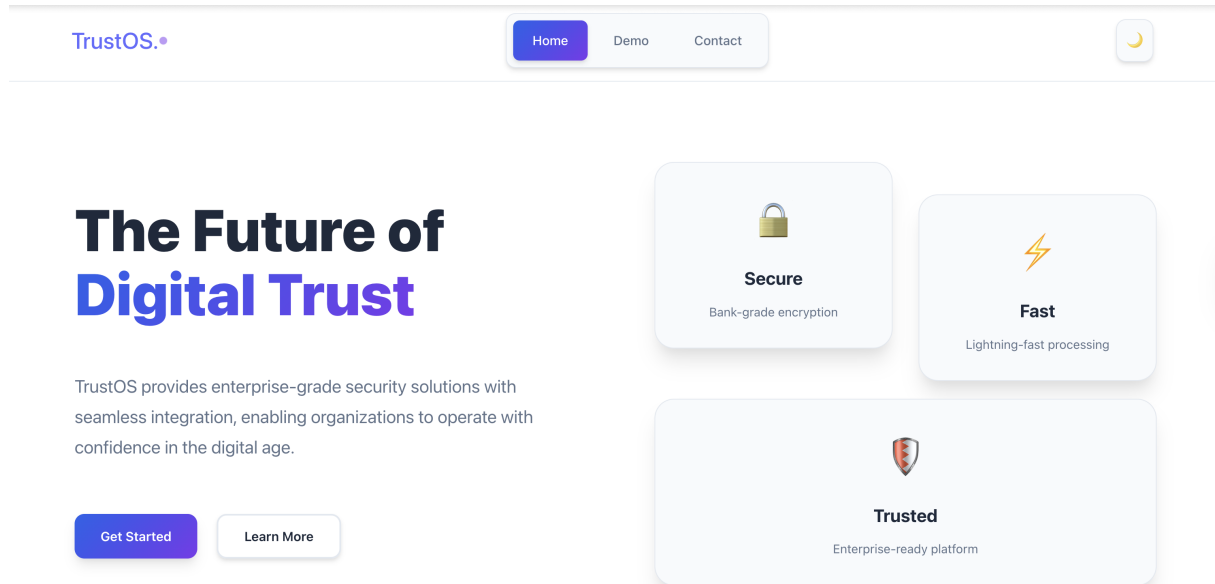 TrustOS.
Home
Demo
Contact
The Future of
Digital Trust
TrustOS provides enterprise-grade security solutions with
seamless integration, enabling organizations to operate with
confidence in the digital age.
Get Started
Learn More
Secure
Bank-grade encryption
Fast
Lightning-fast processing
Trusted
Enterprise-ready platform